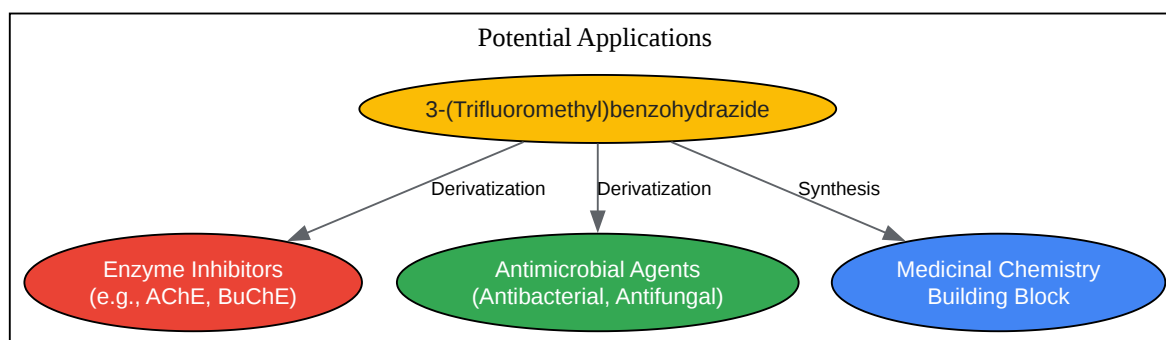 Potential Applications
3-(Trifluoromethyl)benzohydrazide
Derivatization
Derivatization
Synthesis
Enzyme Inhibitors
(e.g., AChE, BuChE)
Antimicrobial Agents
(Antibacterial, Antifungal)
Medicinal Chemistry
Building Block